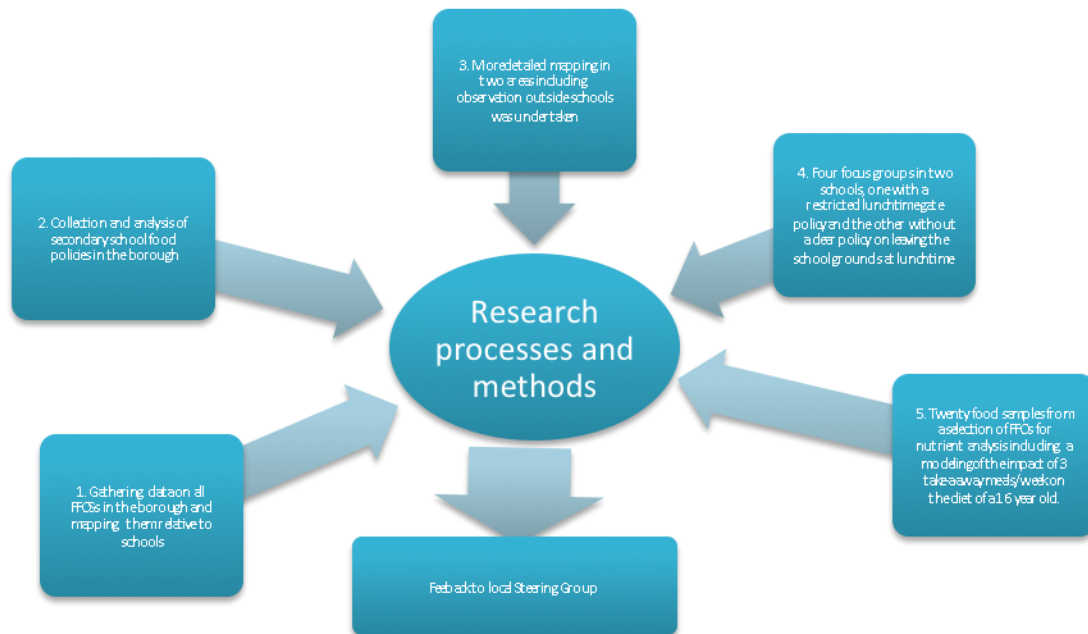 3. More detailed mapping in
two areas including
observation outside schools
was undertaken
2. Collection and analysis of
secondary school food
policies in the borough
4. Four focus groups in two
schools, one with a
restricted lunchtime gate
policy and the other without
a clear policy on leaving the
school grounds at lunchtime
Research
processes and
methods
1. Gathering data on all
FFOs in the borough and
mapping them relative to
schools
5. Twenty food samples from
a selection of FFOs for
nutrient analysis including a
modeling of the impact of 3
take-away meals/week on
the diet of a 16 year old.
Feeback to local Steering Group